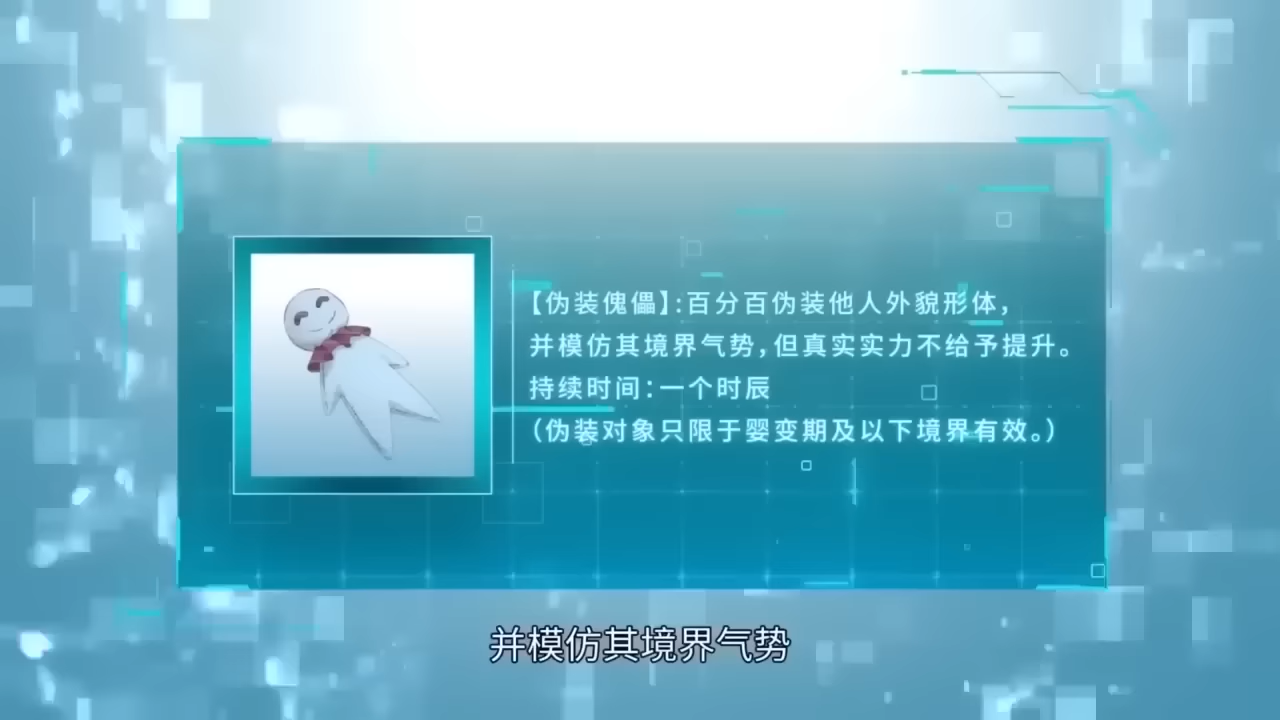 【伪装傀儡】:百分百伪装他人外貌形体,
并模仿其境界气势,但真实实力不给予提升。
持续时间:一个时辰
(伪装对象只限于婴变期及以下境界有效。)
并模仿其境界气势